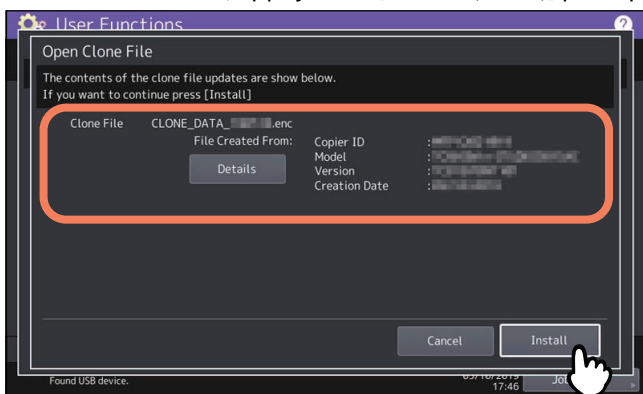 User Functions
Open Clone File
The contents of the clone file updates are show below.
If you want to continue press [Install]
Clone File CLONE_DATA_ .enc
File Created From:
Details
Copier ID :
Model :
Version :
Creation Date :
Cancel
Install
Found USB device.
17:46